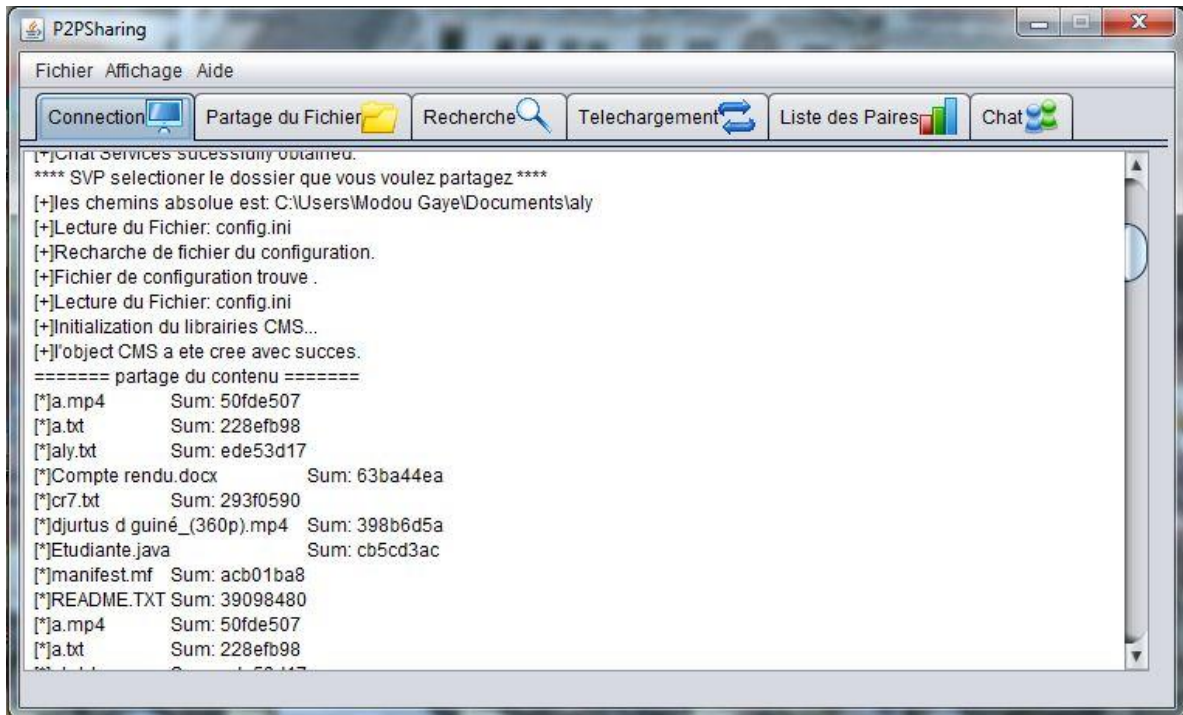 P2PSharing
Fichier Affichage Aide
Connection Partage du Fichier Recherche Telechargement Liste des Paires Chat
[+]Chat Services sucessfully obtained.
**** SVP selectioner le dossier que vous voulez partagez ****
[+]les chemins absolue est: C:\Users\Modou Gaye\Documents\aly
[+]Lecture du Fichier: config.ini
[+]Recharche de fichier du configuration.
[+]Fichier de configuration trouve .
[+]Lecture du Fichier: config.ini
[+]Initialization du librairies CMS...
[+]l'object CMS a ete cree avec succes.
======= partage du contenu =======
[*]a.mp4 Sum: 50fde507
[*]a.txt Sum: 228efb98
[*]aly.txt Sum: ede53d17
[*]Compte rendu.docx Sum: 63ba44ea
[*]cr7.txt Sum: 293f0590
[*]djurtus d guiné_(360p).mp4 Sum: 398b6d5a
[*]Etudiante.java Sum: cb5cd3ac
[*]manifest.mf Sum: acb01ba8
[*]README.TXT Sum: 39098480
[*]a.mp4 Sum: 50fde507
[*]a.txt Sum: 228efb98